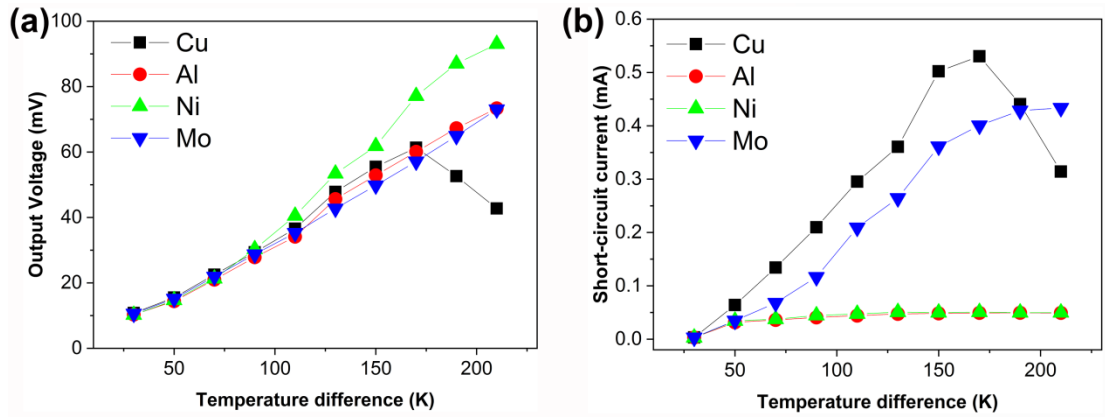 (a)
100
80
60
40
20
0
Output Voltage (mV)
Cu
Al
Ni
Mo
50
100
150
200
Temperature difference (K)
(b)
0.6
0.5
0.4
0.3
0.2
0.1
0.0
Short-circuit current (mA)
Cu
Al
Ni
Mo
50
100
150
200
Temperature difference (K)